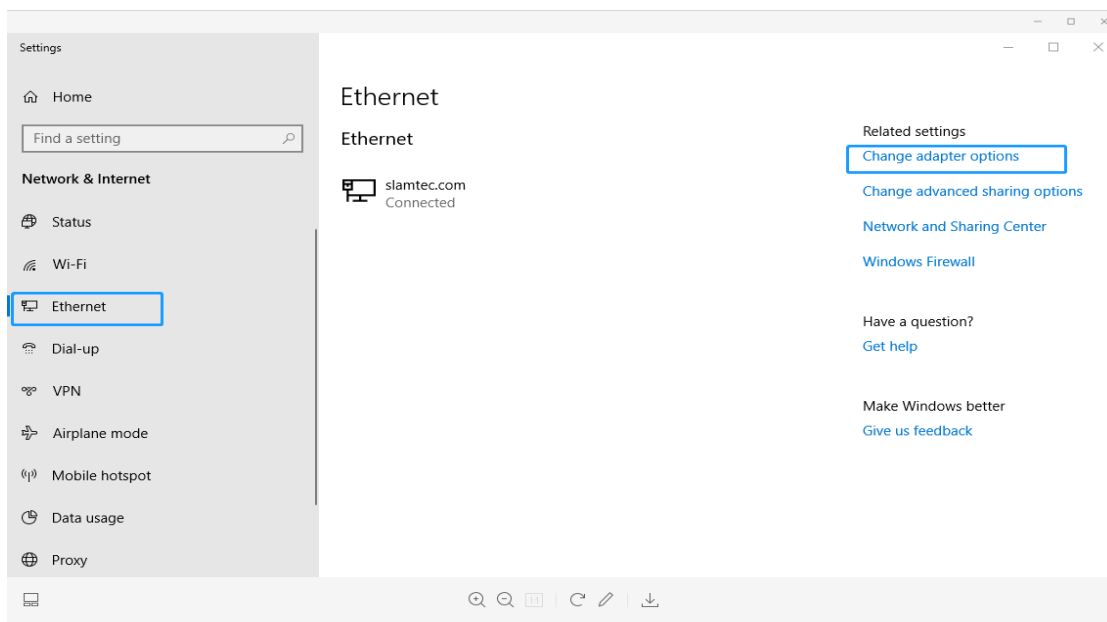 Settings
Home
Find a setting
Network & Internet
Status
Wi-Fi
Ethernet
Dial-up
VPN
Airplane mode
Mobile hotspot
Data usage
Proxy
Ethernet
Ethernet
slamtec.com
Connected
Related settings
Change adapter options
Change advanced sharing options
Network and Sharing Center
Windows Firewall
Have a question?
Get help
Make Windows better
Give us feedback
1:1